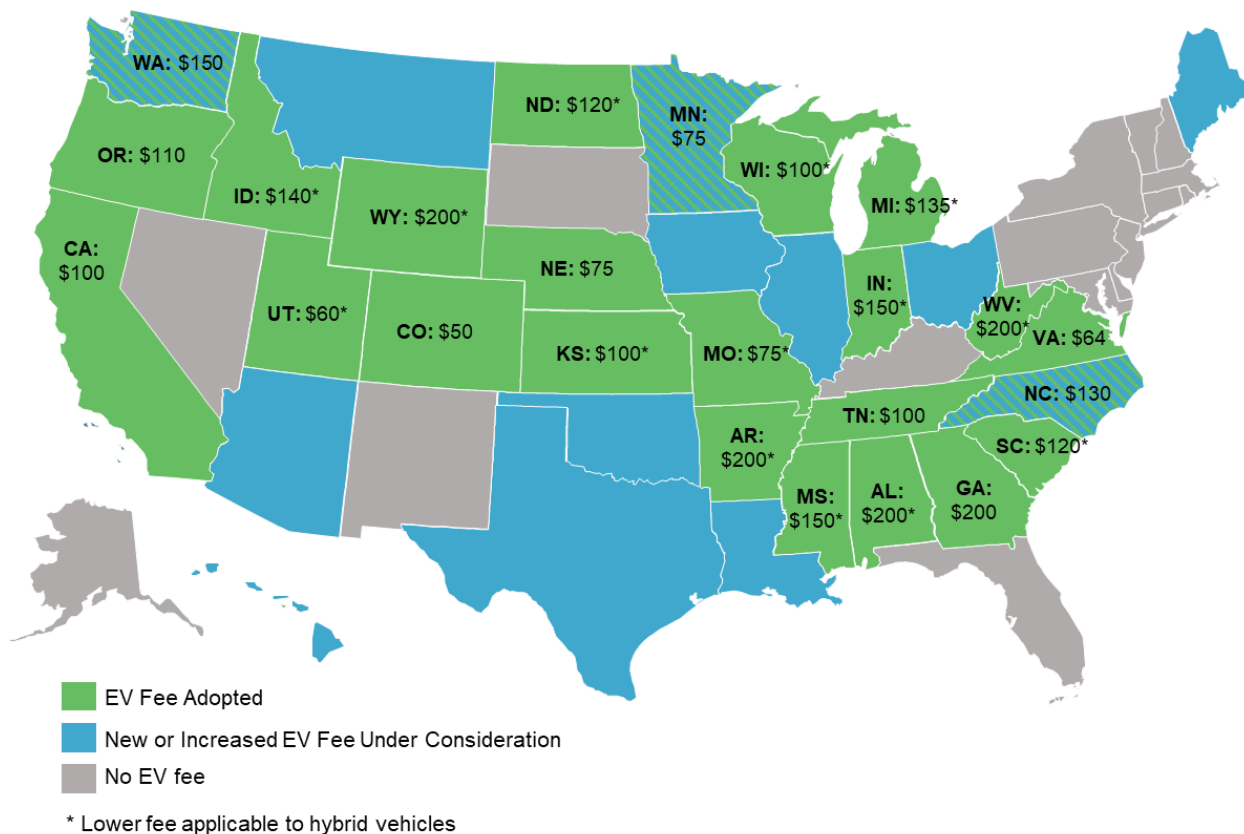 WA: $150
ND: $120*
MN:
$75
OR: $110
WI: $100*
ID: $140*
MI: $135*
WY: $200*
CA:
$100
NE: $75
IN:
$150*
WV:
$200*
UT: $60*
CO: $50
VA: $64
KS: $100*
MO: $75*
NC: $130
TN: $100
AR:
$200*
SC: $120*
MS:
$150*
AL:
$200*
GA:
$200
EV Fee Adopted
New or Increased EV Fee Under Consideration
No EV fee
* Lower fee applicable to hybrid vehicles